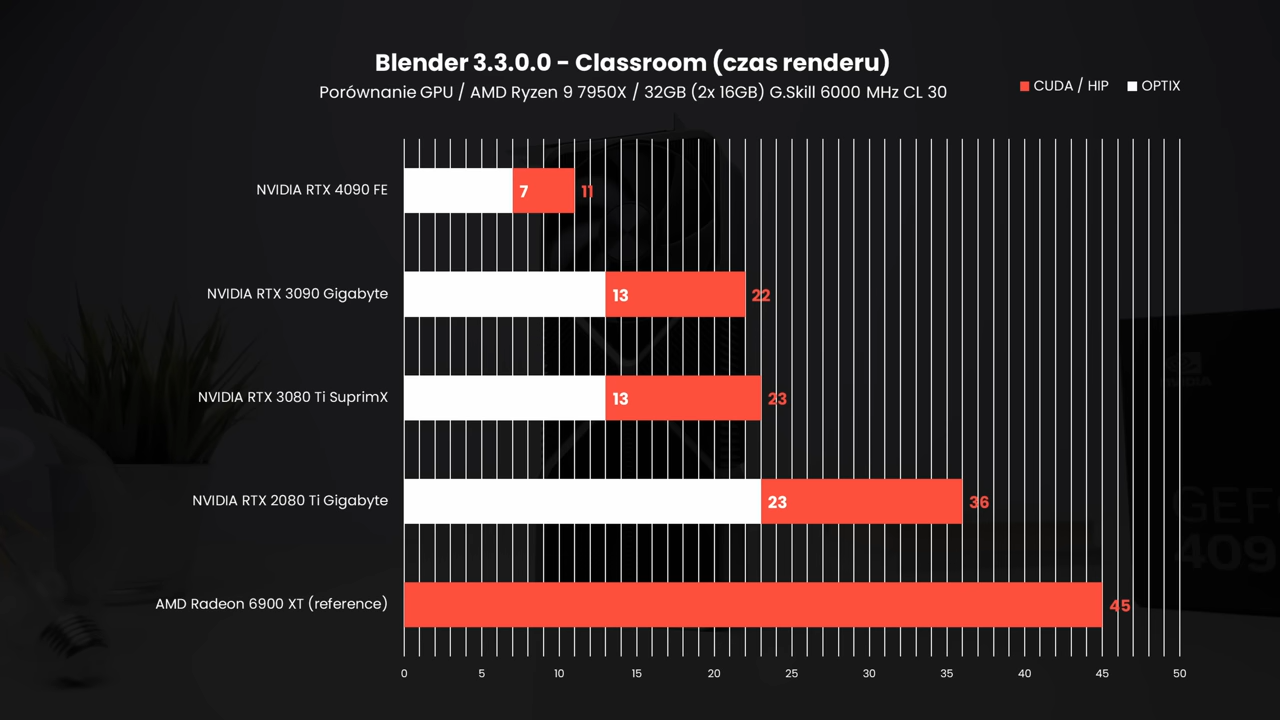 Blender 3.3.0.0 - Classroom (czas renderu)
Porównanie GPU / AMD Ryzen 9 7950X / 32GB (2x 16GB) G.Skill 6000 MHz CL 30
CUDA / HIP OPTIX
NVIDIA RTX 4090 FE 7 11
NVIDIA RTX 3090 Gigabyte 13 22
NVIDIA
NVIDIA RTX 3080 Ti SuprimX 13 23
NVIDIA RTX 2080 Ti Gigabyte 23 36
GEF
409
AMD Radeon 6900 XT (reference) 45
0 5 10 15 20 25 30 35 40 45 50